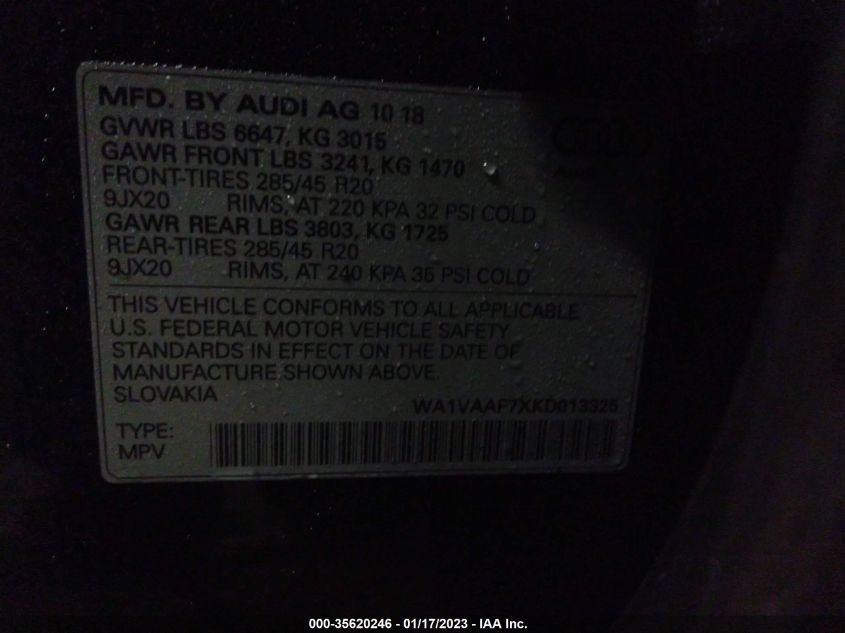 MFD. BY AUDI AG 10 18
GVWR LBS 6647, KG 3015
GAWR FRONT LBS 3241, KG 1470
FRONT-TIRES 285/45 R20
9JX20 RIMS, AT 220 KPA 32 PSI COLD
GAWR REAR LBS 3803, KG 1725
REAR-TIRES 285/45 R20
9JX20 RIMS, AT 240 KPA 35 PSI COLD
THIS VEHICLE CONFORMS TO ALL APPLICABLE
U.S. FEDERAL MOTOR VEHICLE SAFETY
STANDARDS IN EFFECT ON THE DATE OF
MANUFACTURE SHOWN ABOVE.
SLOVAKIA
WA1VAAF7XKD013325
TYPE:
MPV
000-35620246 - 01/17/2023 - IAA Inc.